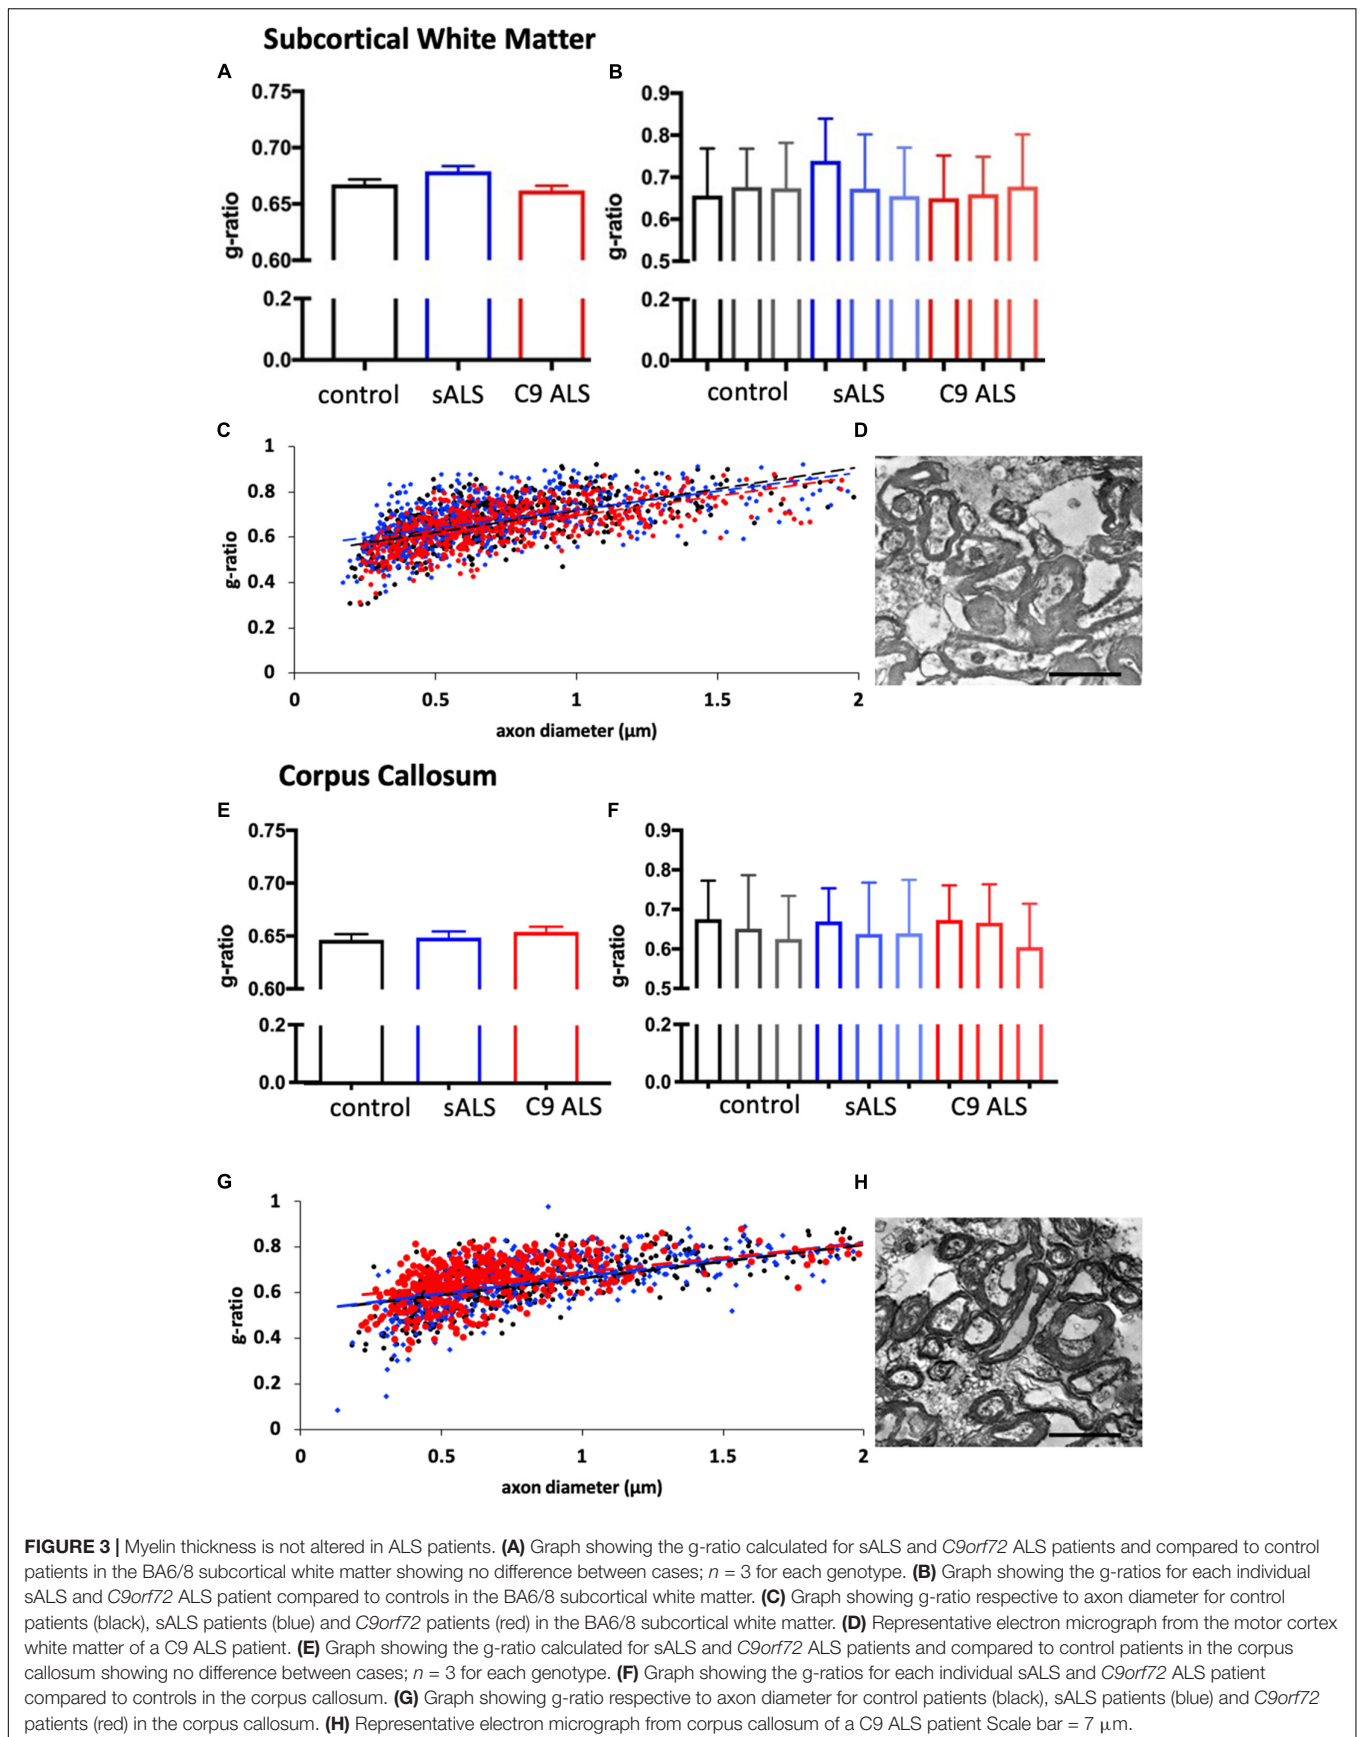 Subcortical White Matter
A
B
0.75
0.70
0.65
0.60
0.2
0.0
g-ratio
control sALS C9 ALS
0.9
0.8
0.7
0.6
0.5
0.2
0.0
g-ratio
control sALS C9 ALS
C
D
1
0.8
0.6
0.4
0.2
0
g-ratio
0 0.5 1 1.5 2
axon diameter (µm)
Corpus Callosum
E
F
0.75
0.70
0.65
0.60
0.2
0.0
g-ratio
control sALS C9 ALS
0.9
0.8
0.7
0.6
0.5
0.2
0.0
g-ratio
control sALS C9 ALS
G
H
1
0.8
0.6
0.4
0.2
0
g-ratio
0 0.5 1 1.5 2
axon diameter (µm)
FIGURE 3 | Myelin thickness is not altered in ALS patients. (A) Graph showing the g-ratio calculated for sALS and C9orf72 ALS patients and compared to control
patients in the BA6/8 subcortical white matter showing no difference between cases; n = 3 for each genotype. (B) Graph showing the g-ratios for each individual
sALS and C9orf72 ALS patient compared to controls in the BA6/8 subcortical white matter. (C) Graph showing g-ratio respective to axon diameter for control
patients (black), sALS patients (blue) and C9orf72 patients (red) in the BA6/8 subcortical white matter. (D) Representative electron micrograph from the motor cortex
white matter of a C9 ALS patient. (E) Graph showing the g-ratio calculated for sALS and C9orf72 ALS patients and compared to control patients in the corpus
callosum showing no difference between cases; n = 3 for each genotype. (F) Graph showing the g-ratios for each individual sALS and C9orf72 ALS patient
compared to controls in the corpus callosum. (G) Graph showing g-ratio respective to axon diameter for control patients (black), sALS patients (blue) and C9orf72
patients (red) in the corpus callosum. (H) Representative electron micrograph from corpus callosum of a C9 ALS patient Scale bar = 7 µm.